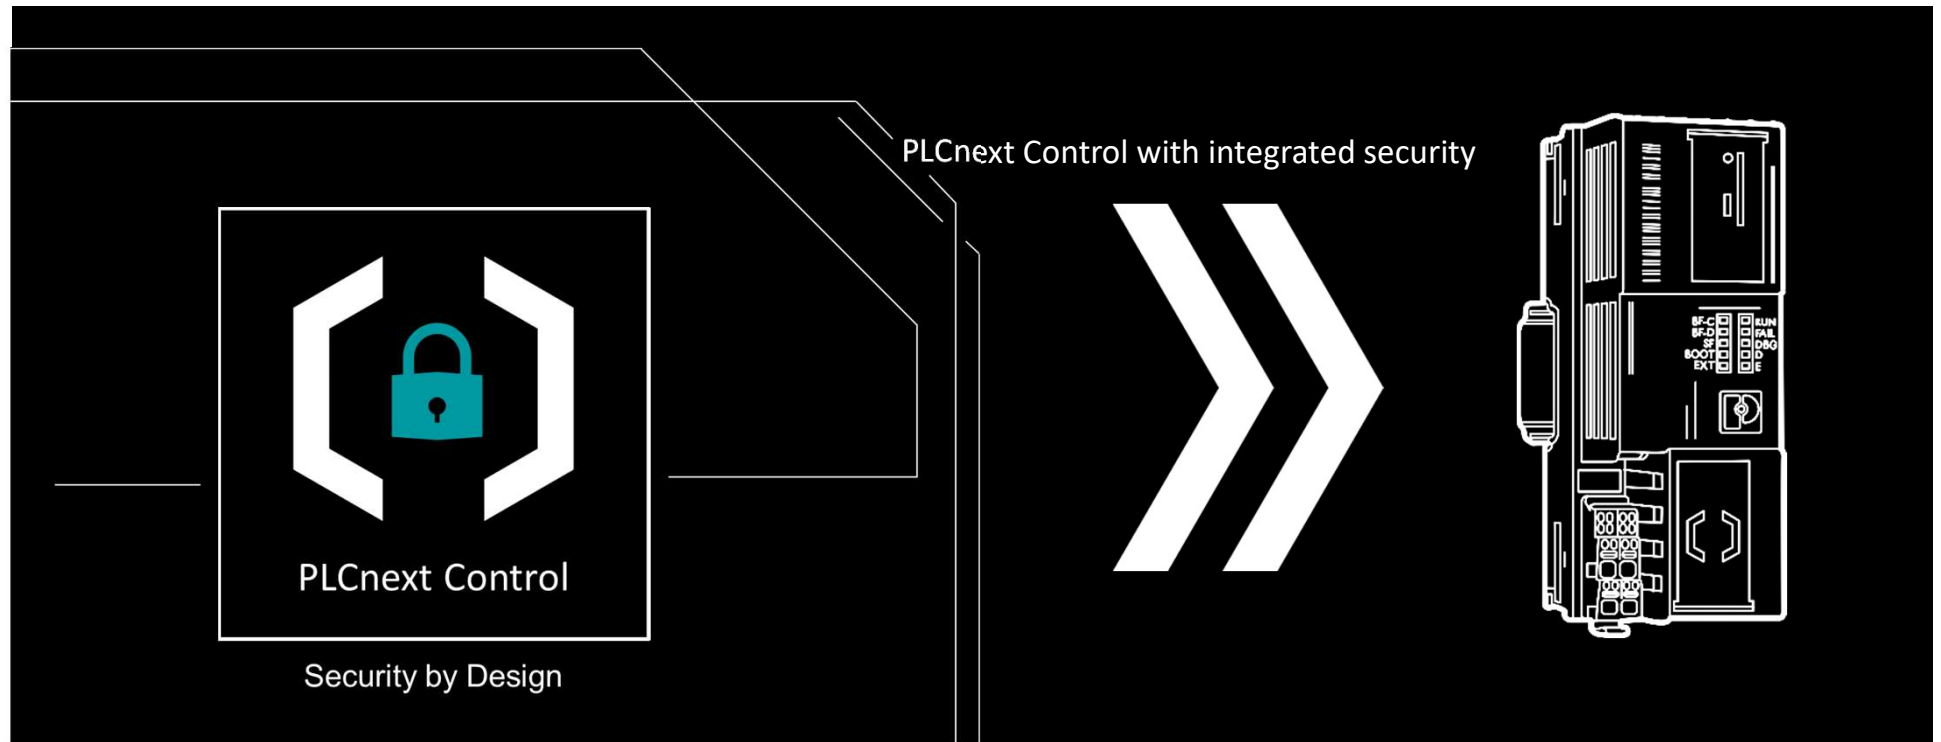 PLCnext Control with integrated security
PLCnext Control
Security by Design
BF-C
BF-D
SF
BOOT
EXT
RUN
FAIL
DBG
D
E